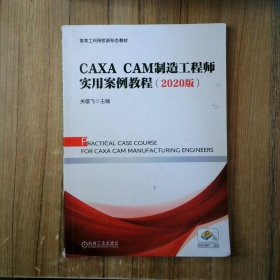 高等工科院校新形态教材
CAXA CAM制造工程师
实用案例教程（2020版）
关雄飞 主编
PRACTICAL CASE COURSE
FOR CAXA CAM MANUFACTURING ENGINEERS
机械工业出版社